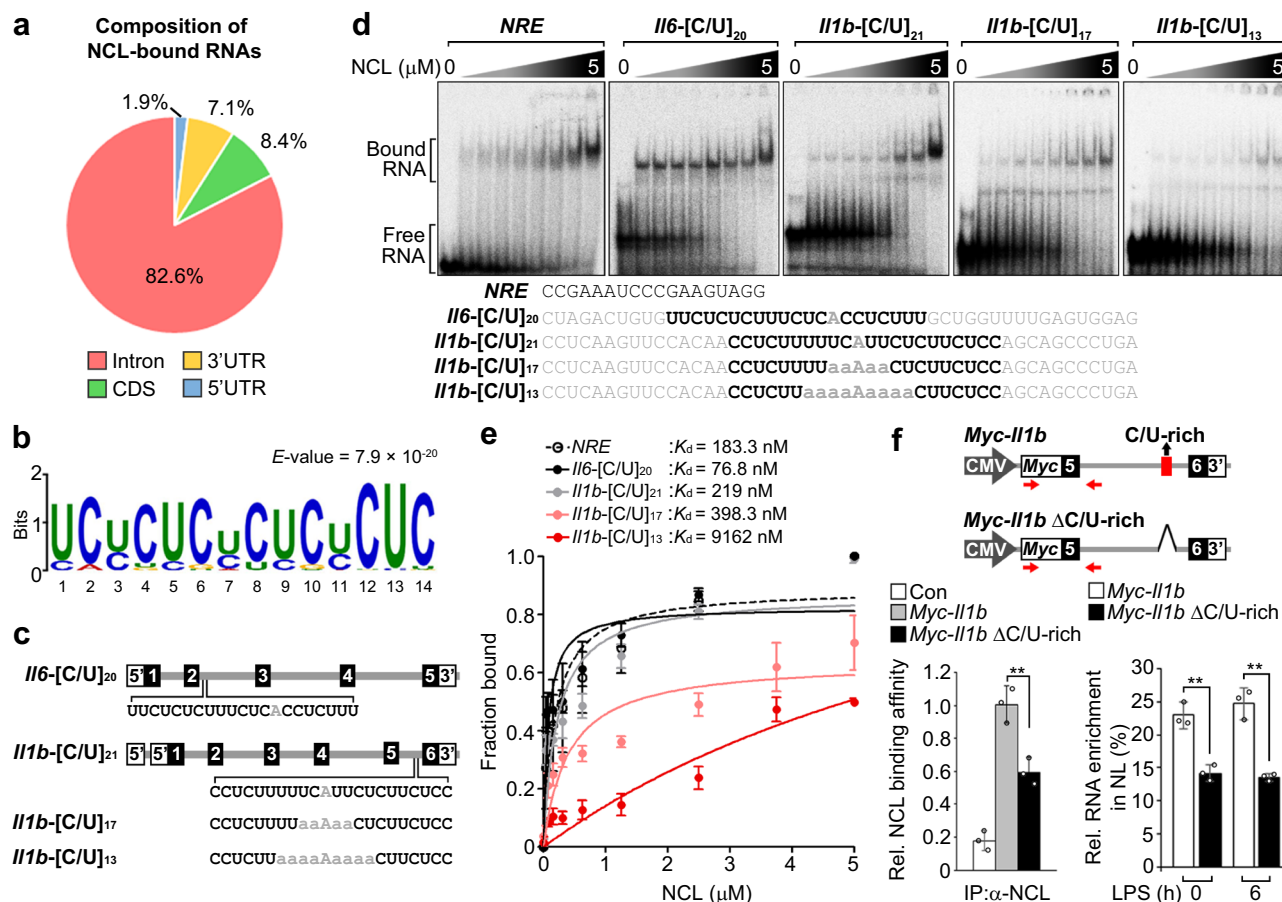 a
Composition of
NCL-bound RNAs
1.9%
7.1%
8.4%
82.6%
Intron
3'UTR
CDS
5'UTR
b
E-value = 7.9 × 10-20
Bits
2
1
0
UCUCUCUCUCUCUC
1 2 3 4 5 6 7 8 9 10 11 12 13 14
c
Il6-[C/U]20
5' 1 2 3 4 5 3'
UUCUCUCUUUCUCACCUCUUU
Il1b-[C/U]21
5' 5' 1 2 3 4 5 6 3'
CCUCUUUUUCAUUCUCUUCUCC
Il1b-[C/U]17
CCUCUUUUaaAaaCUCUUCUCC
Il1b-[C/U]13
CCUCUUaaaaAaaaaCUUCUCC
d
NRE Il6-[C/U]20 Il1b-[C/U]21 Il1b-[C/U]17 Il1b-[C/U]13
NCL (μM) 0 5 0 5 0 5 0 5 0 5
Bound
RNA
Free
RNA
NRE CCGAAAUCCCGAAGUAGG
Il6-[C/U]20 CUAGACUGUGUUCUCUCUUUCUCACCUCUUUGCUGGUUUUGAGUGGAG
Il1b-[C/U]21 CCUCAAGUUCCACAACCUCUUUUUCAUUCUCUUCUCCAGCAGCCCUGA
Il1b-[C/U]17 CCUCAAGUUCCACAACCUCUUUUaaAaaCUCUUCUCCAGCAGCCCUGA
Il1b-[C/U]13 CCUCAAGUUCCACAACCUCUUaaaaAaaaaCUUCUCCAGCAGCCCUGA
e
NRE :Kd = 183.3 nM
Il6-[C/U]20 :Kd = 76.8 nM
Il1b-[C/U]21 :Kd = 219 nM
Il1b-[C/U]17 :Kd = 398.3 nM
Il1b-[C/U]13 :Kd = 9162 nM
Fraction bound
1.0
0.8
0.6
0.4
0.2
0
0 1 2 3 4 5
NCL (μM)
f
Myc-Il1b
C/U-rich
CMV Myc 5 6 3'
Myc-Il1b ΔC/U-rich
CMV Myc 5 6 3'
Con
Myc-Il1b
Myc-Il1b ΔC/U-rich
Myc-Il1b
Myc-Il1b ΔC/U-rich
Rel. NCL binding affinity
1.4
1.0
0.6
0.2
0
**
IP:α-NCL
Rel. RNA enrichment
in NL (%)
30
25
20
15
10
5
0
** **
LPS (h) 0 6